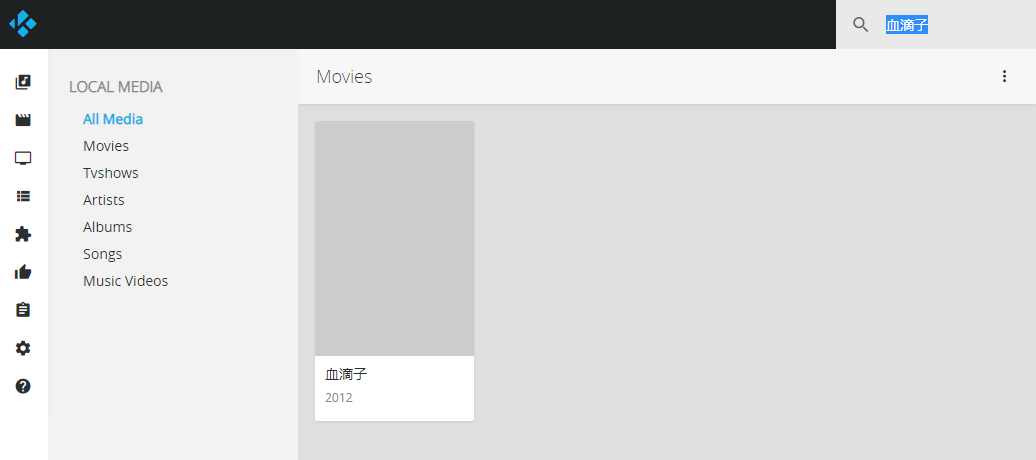 血滴子
LOCAL MEDIA
All Media
Movies
Tvshows
Artists
Albums
Songs
Music Videos
Movies
血滴子
2012